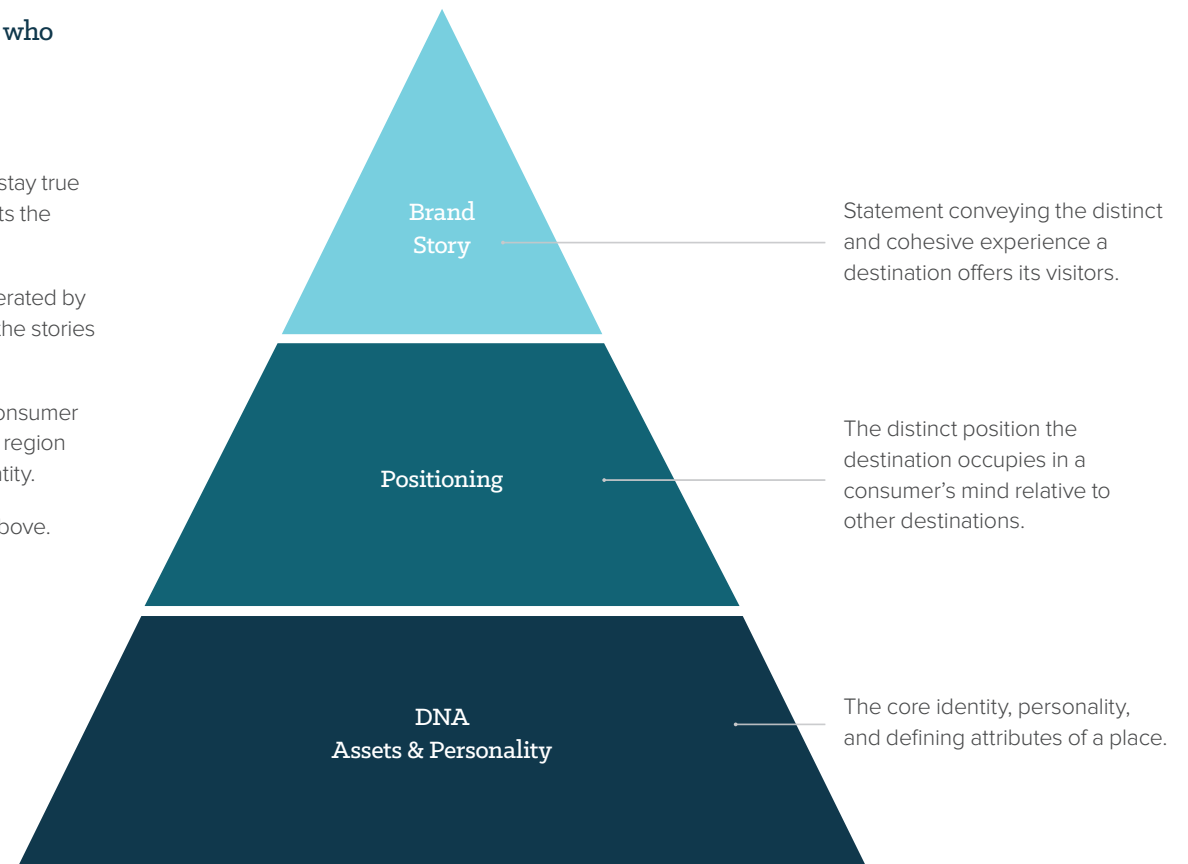 who
stay true
ts the
erated by
the stories
onsumer
region
tity.
bove.
Brand
Story
Statement conveying the distinct
and cohesive experience a
destination offers its visitors.
Positioning
The distinct position the
destination occupies in a
consumer’s mind relative to
other destinations.
DNA
Assets & Personality
The core identity, personality,
and defining attributes of a place.